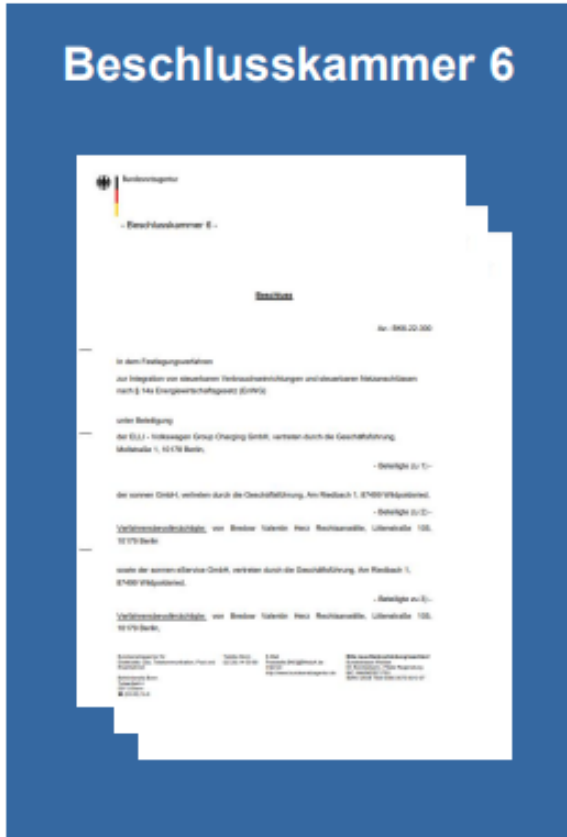 Beschlusskammer 6
Bundesnetzagentur
- Beschlusskammer 6 -
Beschluss
Az.: BK6-22-300
In dem Festlegungsverfahren
zur Integration von steuerbaren Verbrauchseinrichtungen und steuerbaren Netzanschlüssen
nach § 14a Energiewirtschaftsgesetz (EnWG)
unter Beteiligung
der ELLI - Volkswagen Group Charging GmbH, vertreten durch die Geschäftsführung,
1, 10178 Berlin,
- Beteiligte zu 1) -
der sonnen GmbH, vertreten durch die Geschäftsführung, Am Riedbach 1, 87499 Wildpoldsried,
- Beteiligte zu 2) -
Verfahrensbevollmächtigte: von Bredow Valentin Herz Rechtsanwälte, Littenstraße 105,
10179 Berlin
sowie der sonnen eServices GmbH, vertreten durch die Geschäftsführung, Am Riedbach 1,
87499 Wildpoldsried,
- Beteiligte zu 3) -
Verfahrensbevollmächtigte: von Bredow Valentin Herz Rechtsanwälte, Littenstraße 105,
10179 Berlin,